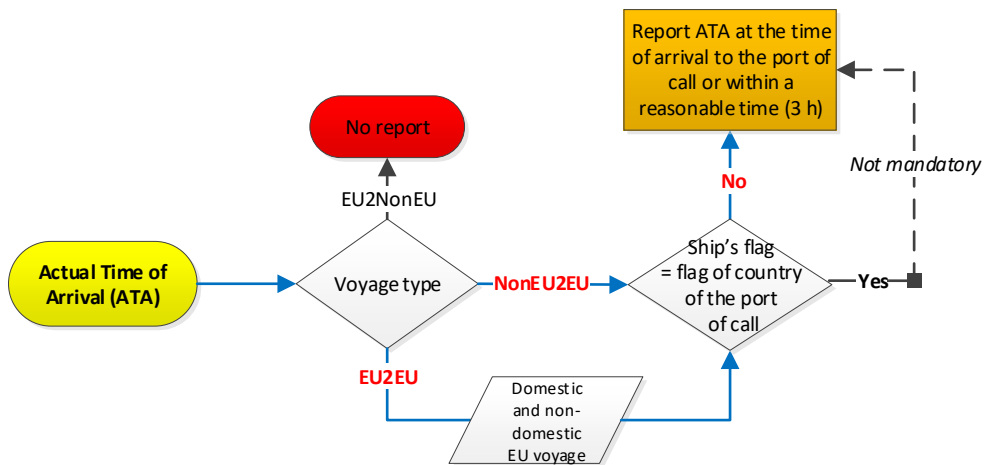 Report ATA at the time
of arrival to the port of
call or within a
reasonable time (3 h)
No report
Not mandatory
No
EU2NonEU
Actual Time of
Arrival (ATA)
Voyage type
NonEU2EU
Ship's flag
= flag of country
of the port
of call
Yes
EU2EU
Domestic
and non-
domestic
EU voyage